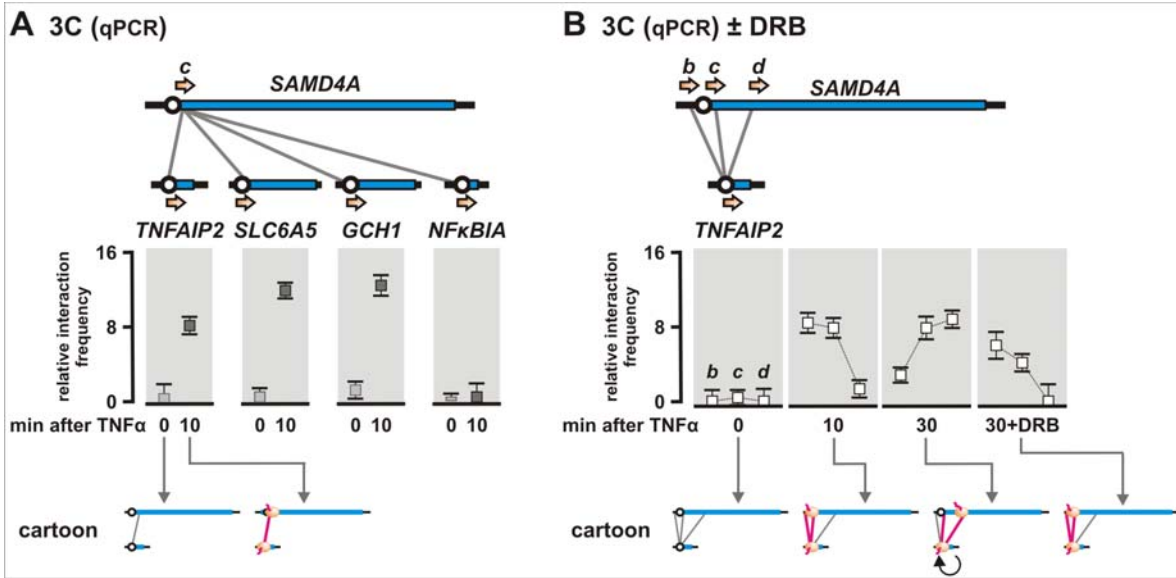 A 3C (qPCR)
c
SAMD4A
TNFAIP2 SLC6A5 GCH1 NFκBIA
16
8
0
relative interaction
frequency
min after TNFα 0 10 0 10 0 10 0 10
cartoon
B 3C (qPCR) ± DRB
b c d
SAMD4A
TNFAIP2
16
8
0
relative interaction
frequency
b c d
min after TNFα 0 10 30 30+DRB
cartoon